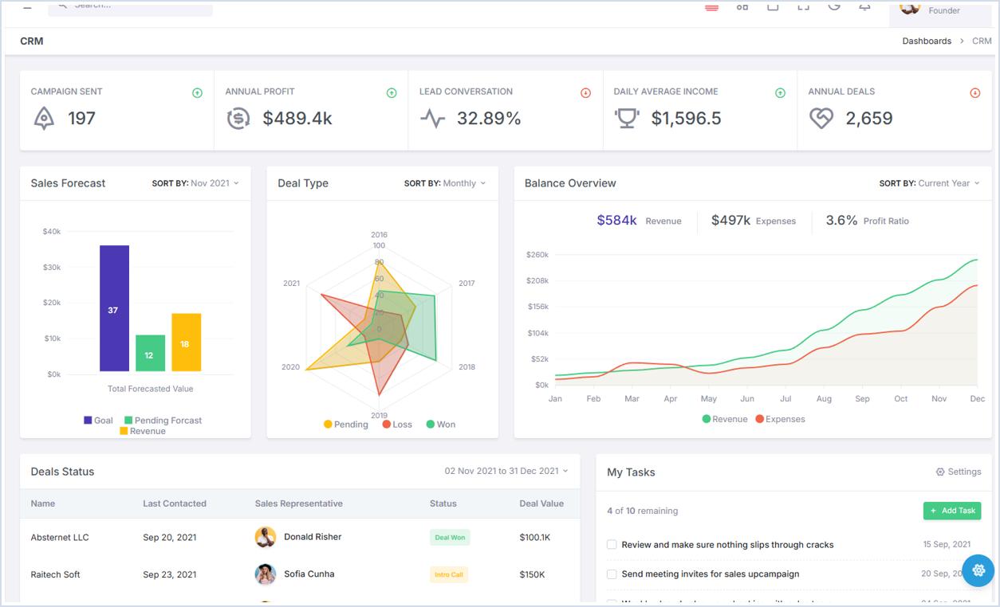 Search...
Founder
CRM
Dashboards > CRM
CAMPAIGN SENT
197
ANNUAL PROFIT
$489.4k
LEAD CONVERSATION
32.89%
DAILY AVERAGE INCOME
$1,596.5
ANNUAL DEALS
2,659
Sales Forecast
SORT BY: Nov 2021
$40k
$30k
$20k
$10k
$0k
37
12
18
Total Forecasted Value
Goal
Pending Forcast
Revenue
Deal Type
SORT BY: Monthly
2016
2017
2018
2019
2020
2021
100
80
60
40
20
0
Pending
Loss
Won
Balance Overview
SORT BY: Current Year
$584k Revenue
$497k Expenses
3.6% Profit Ratio
$260k
$208k
$156k
$104k
$52k
$0k
Jan Feb Mar Apr May Jun Jul Aug Sep Oct Nov Dec
Revenue
Expenses
Deals Status
02 Nov 2021 to 31 Dec 2021
Name Last Contacted Sales Representative Status Deal Value
Absternet LLC Sep 20, 2021 Donald Risher Deal Won $100.1K
Raitech Soft Sep 23, 2021 Sofia Cunha Intro Call $150K
My Tasks
Settings
4 of 10 remaining
+ Add Task
Review and make sure nothing slips through cracks 15 Sep, 2021
Send meeting invites for sales upcampaign 20 Sep,